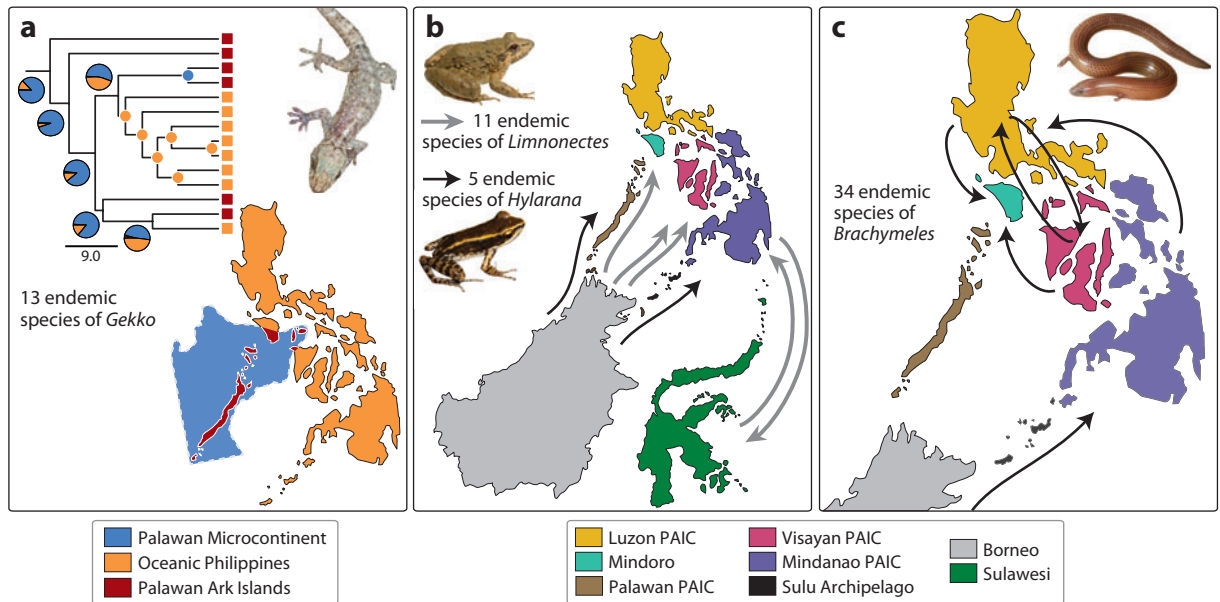 a
9.0
13 endemic
species of Gekko
b
11 endemic
species of Limnonectes
5 endemic
species of Hylarana
c
34 endemic
species of
Brachymeles
Palawan Microcontinent
Oceanic Philippines
Palawan Ark Islands
Luzon PAIC
Mindoro
Palawan PAIC
Visayan PAIC
Mindanao PAIC
Sulu Archipelago
Borneo
Sulawesi